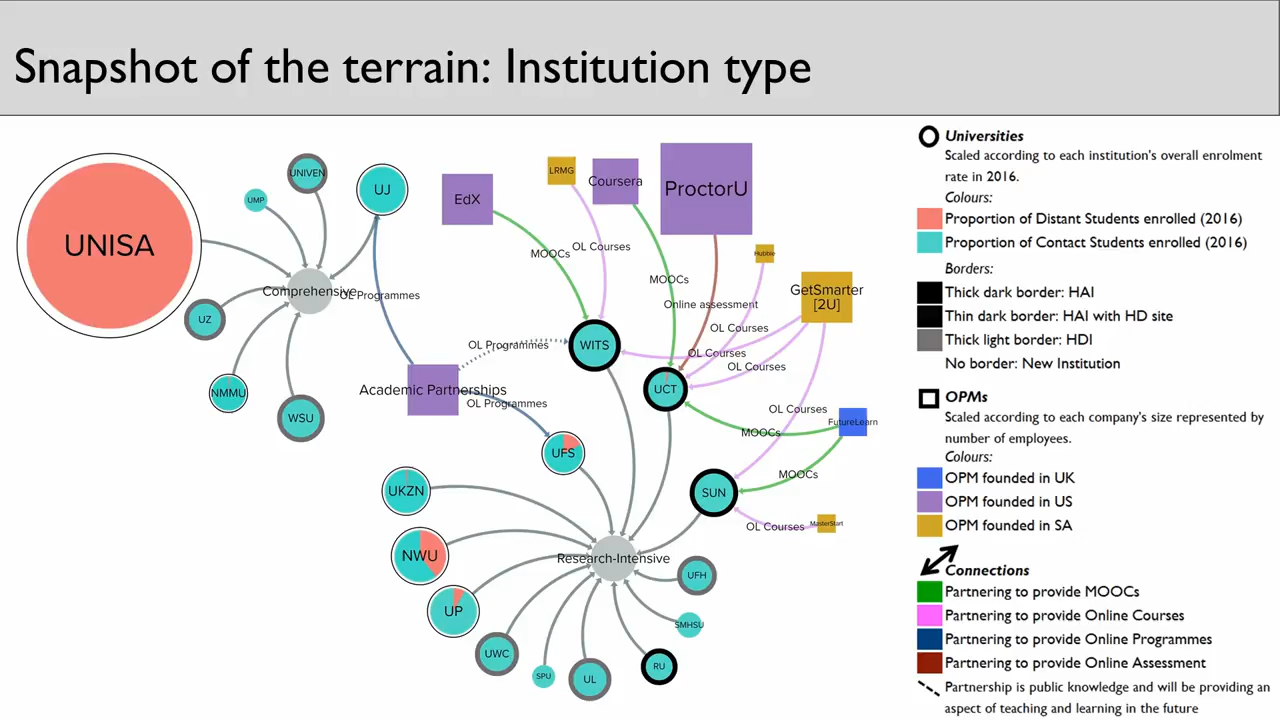 Snapshot of the terrain: Institution type
UNISA
UNIVEN
UMP
UJ
UZ
Comprehensive
OL Programmes
NMMU
WSU
EdX
LRMG
Coursera
ProctorU
Hubble
GetSmarter
[2U]
MOOCs
OL Courses
MOOCs
Online assessment
OL Courses
OL Programmes
WITS
OL Courses
OL Courses
Academic Partnerships
OL Programmes
UCT
OL Courses
FutureLearn
MOOCs
UFS
MOOCs
UKZN
SUN
OL Courses
MasterStart
NWU
Research-Intensive
UFH
UP
SMHSU
UWC
SPU
UL
RU
Universities
Scaled according to each institution's overall enrolment
rate in 2016.
Colours:
Proportion of Distant Students enrolled (2016)
Proportion of Contact Students enrolled (2016)
Borders:
Thick dark border: HAI
Thin dark border: HAI with HD site
Thick light border: HDI
No border: New Institution
OPMs
Scaled according to each company's size represented by
number of employees.
Colours:
OPM founded in UK
OPM founded in US
OPM founded in SA
Connections
Partnering to provide MOOCs
Partnering to provide Online Courses
Partnering to provide Online Programmes
Partnering to provide Online Assessment
Partnership is public knowledge and will be providing an
aspect of teaching and learning in the future